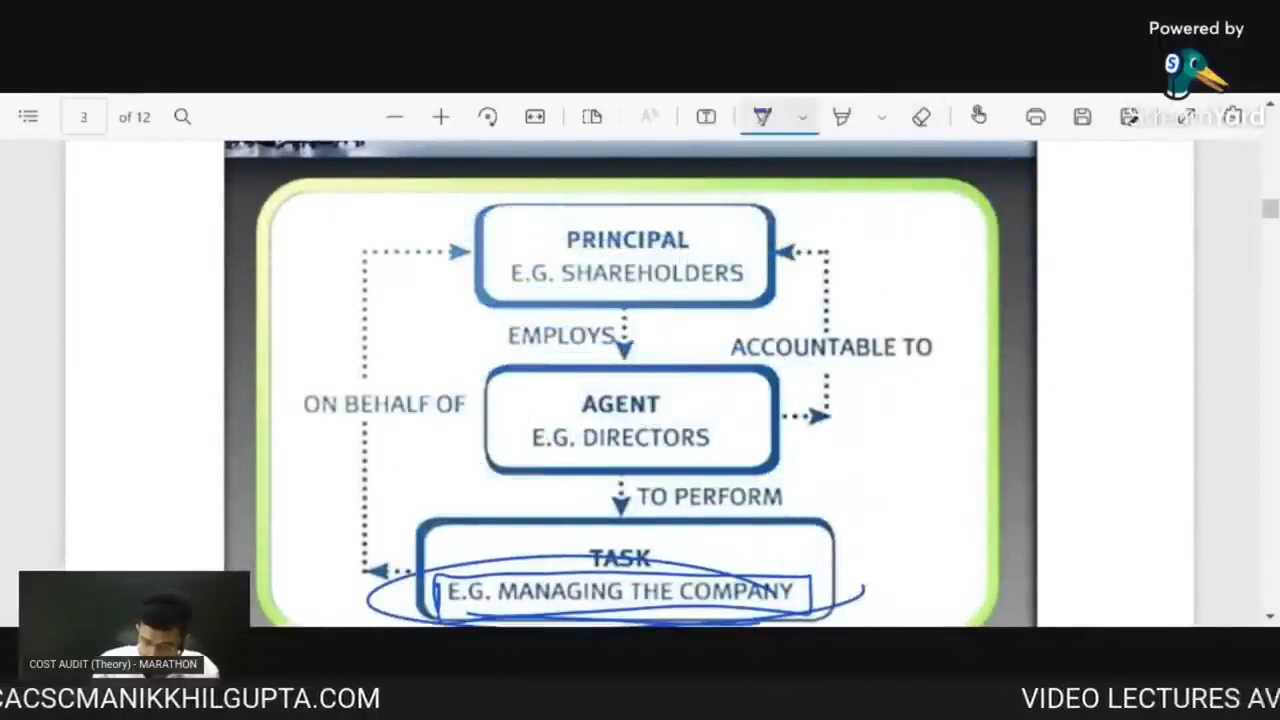 Powered by
3 of 12
PRINCIPAL
E.G. SHAREHOLDERS
EMPLOYS
ACCOUNTABLE TO
ON BEHALF OF
AGENT
E.G. DIRECTORS
TO PERFORM
TASK
E.G. MANAGING THE COMPANY
COST AUDIT (Theory) - MARATHON
CACSCMANIKKHILGUPTA.COM
VIDEO LECTURES AV